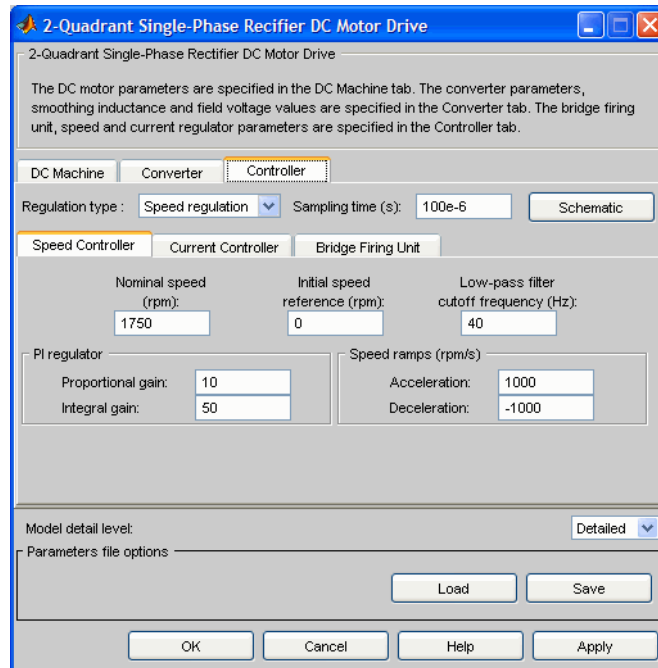 2-Quadrant Single-Phase Rectifier DC Motor Drive
2-Quadrant Single-Phase Rectifier DC Motor Drive
The DC motor parameters are specified in the DC Machine tab. The converter parameters,
smoothing inductance and field voltage values are specified in the Converter tab. The bridge firing
unit, speed and current regulator parameters are specified in the Controller tab.
DC Machine Converter Controller
Regulation type : Speed regulation Sampling time (s): 100e-6 Schematic
Speed Controller Current Controller Bridge Firing Unit
Nominal speed Initial speed Low-pass filter
(rpm): reference (rpm): cutoff frequency (Hz):
1750 0 40
PI regulator Speed ramps (rpm/s)
Proportional gain: 10 Acceleration: 1000
Integral gain: 50 Deceleration: -1000
Model detail level: Detailed
Parameters file options
Load Save
OK Cancel Help Apply